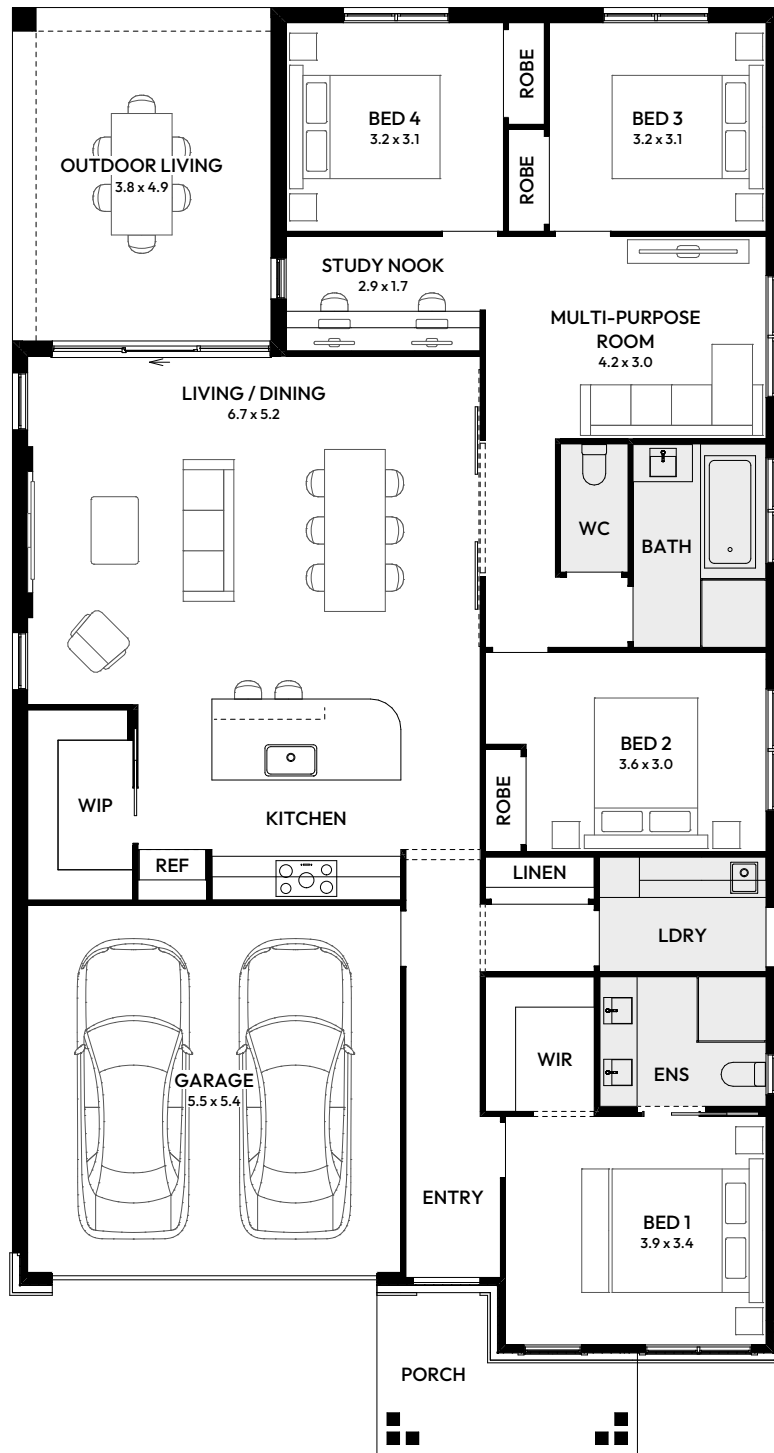 BED 4
3.2 x 3.1
ROBE
BED 3
3.2 x 3.1
ROBE
OUTDOOR LIVING
3.8 x 4.9
STUDY NOOK
2.9 x 1.7
MULTI-PURPOSE
ROOM
4.2 x 3.0
LIVING / DINING
6.7 x 5.2
WC
BATH
BED 2
3.6 x 3.0
ROBE
WIP
KITCHEN
REF
LINEN
LDRY
WIR
ENS
GARAGE
5.5 x 5.4
ENTRY
BED 1
3.9 x 3.4
PORCH